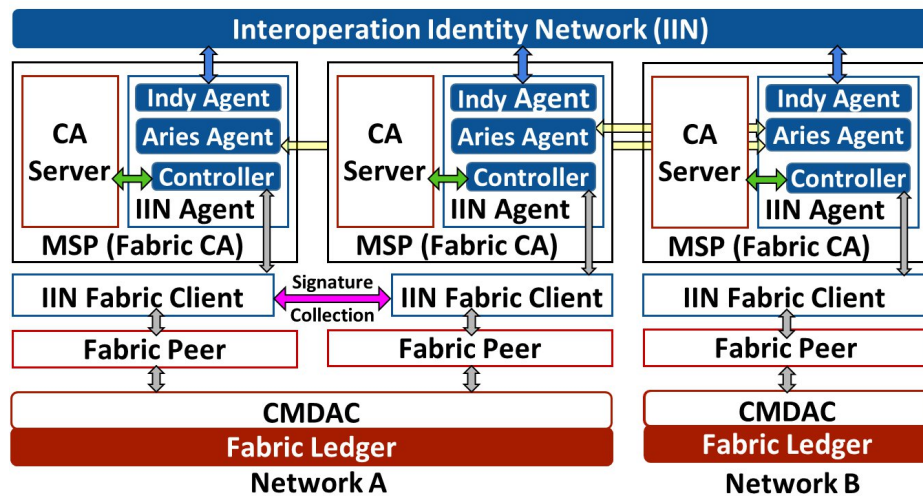 Interoperation Identity Network (IIN)
CA
Server
Indy Agent
Aries Agent
Controller
IIN Agent
MSP (Fabric CA)
CA
Server
Indy Agent
Aries Agent
Controller
IIN Agent
MSP (Fabric CA)
CA
Server
Indy Agent
Aries Agent
Controller
IIN Agent
MSP (Fabric CA)
IIN Fabric Client
Signature
Collection
IIN Fabric Client
IIN Fabric Client
Fabric Peer
Fabric Peer
Fabric Peer
CMDAC
Fabric Ledger
Network A
CMDAC
Fabric Ledger
Network B